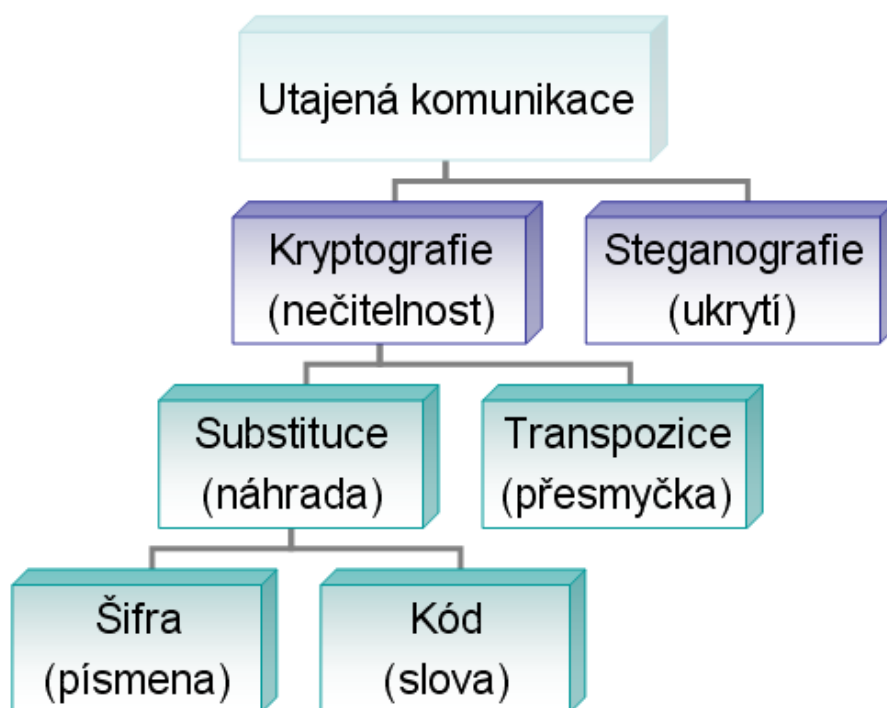 Utajená komunikace
Kryptografie
(nečitelnost)
Steganografie
(ukrytí)
Substituce
(náhrada)
Transpozice
(přesmyčka)
Šifra
(písmena)
Kód
(slova)